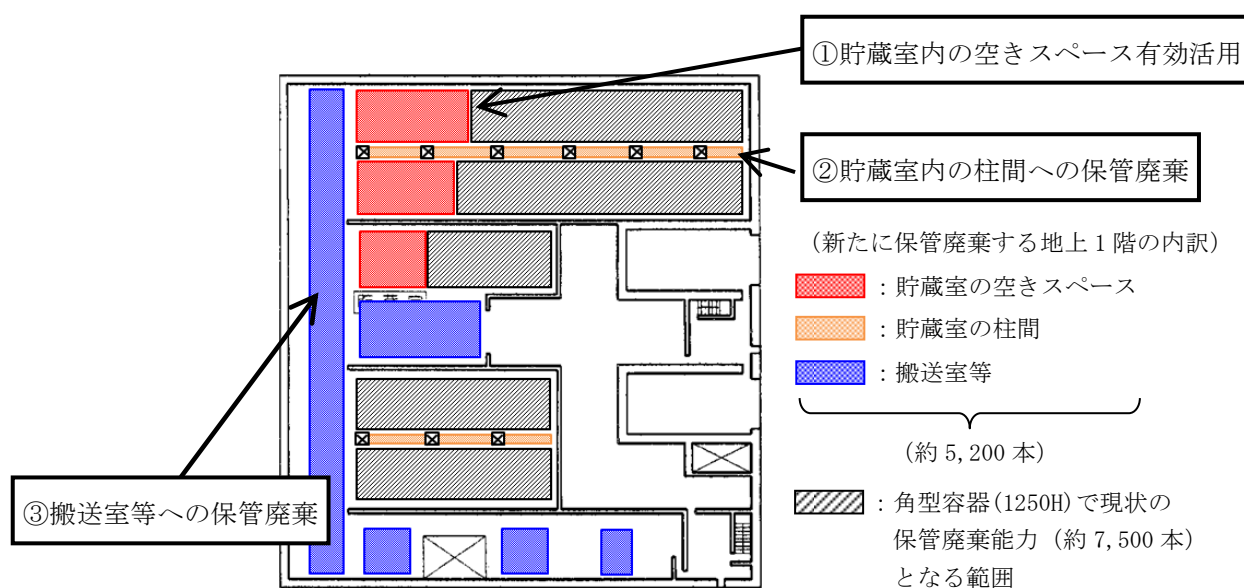 ①貯蔵室内の空きスペース有効活用
②貯蔵室内の柱間への保管廃棄
(新たに保管廃棄する地上1階の内訳)
:貯蔵室の空きスペース
:貯蔵室の柱間
:搬送室等
(約5,200本)
③搬送室等への保管廃棄
:角型容器(1250H)で現状の
保管廃棄能力(約7,500本)
となる範囲